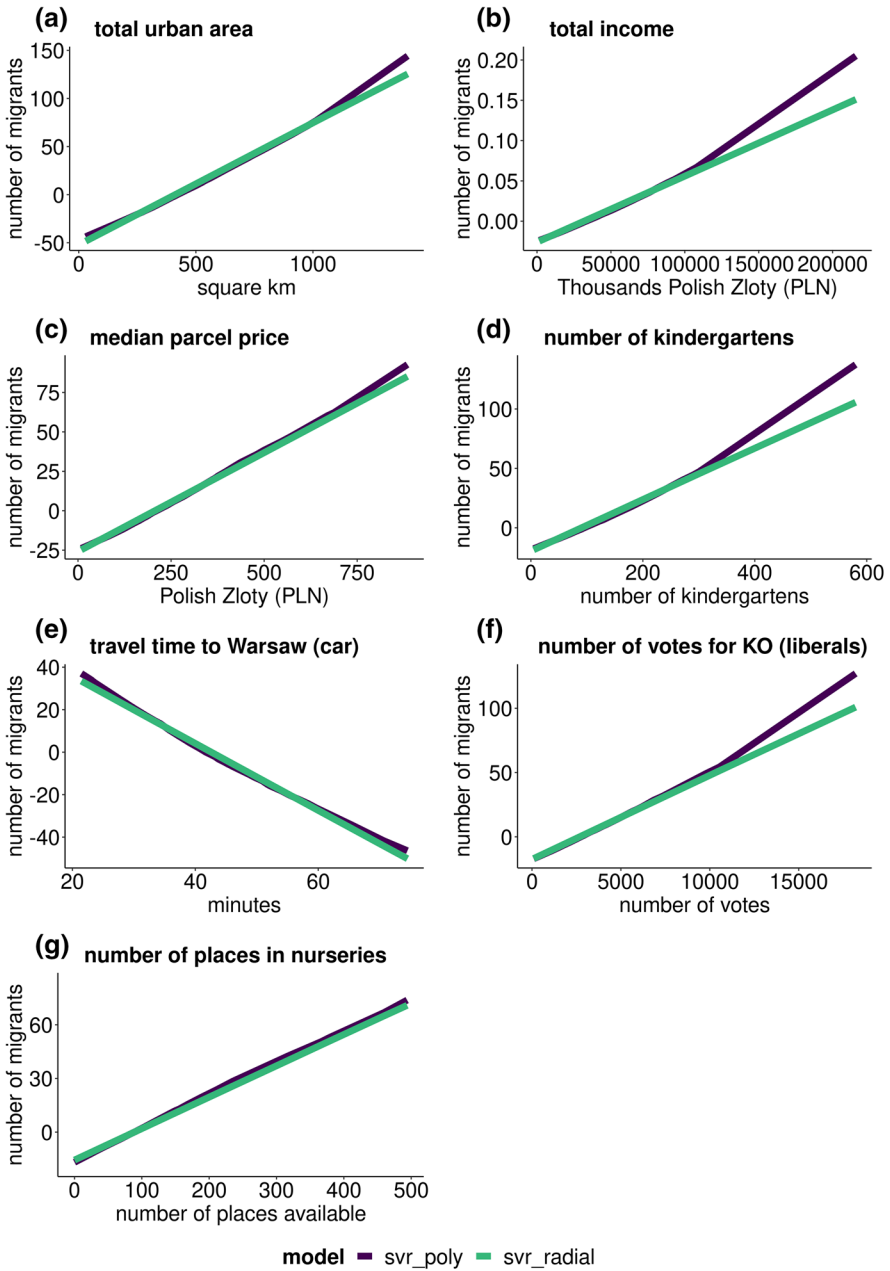 (a) total urban area
number of migrants
150
100
50
0
-50
0 500 1000
square km
(b) total income
number of migrants
0.20
0.15
0.10
0.05
0.00
0 50000 100000 150000 200000
Thousands Polish Zloty (PLN)
(c) median parcel price
number of migrants
75
50
25
0
-25
0 250 500 750
Polish Zloty (PLN)
(d) number of kindergartens
number of migrants
100
50
0
0 200 400 600
number of kindergartens
(e) travel time to Warsaw (car)
number of migrants
40
20
0
-20
-40
20 40 60
minutes
(f) number of votes for KO (liberals)
number of migrants
100
50
0
0 5000 10000 15000
number of votes
(g) number of places in nurseries
number of migrants
60
30
0
0 100 200 300 400 500
number of places available
model svr_poly svr_radial